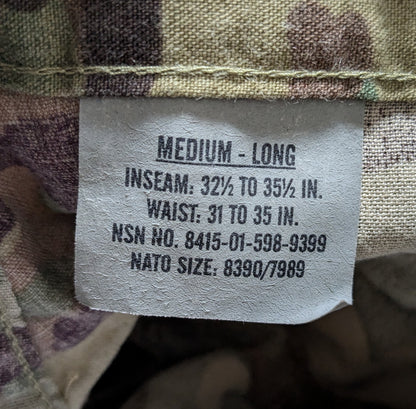 MEDIUM - LONG
INSEAM: 32½ TO 35½ IN.
WAIST: 31 TO 35 IN.
NSN NO. 8415-01-598-9399
NATO SIZE: 8390/7989